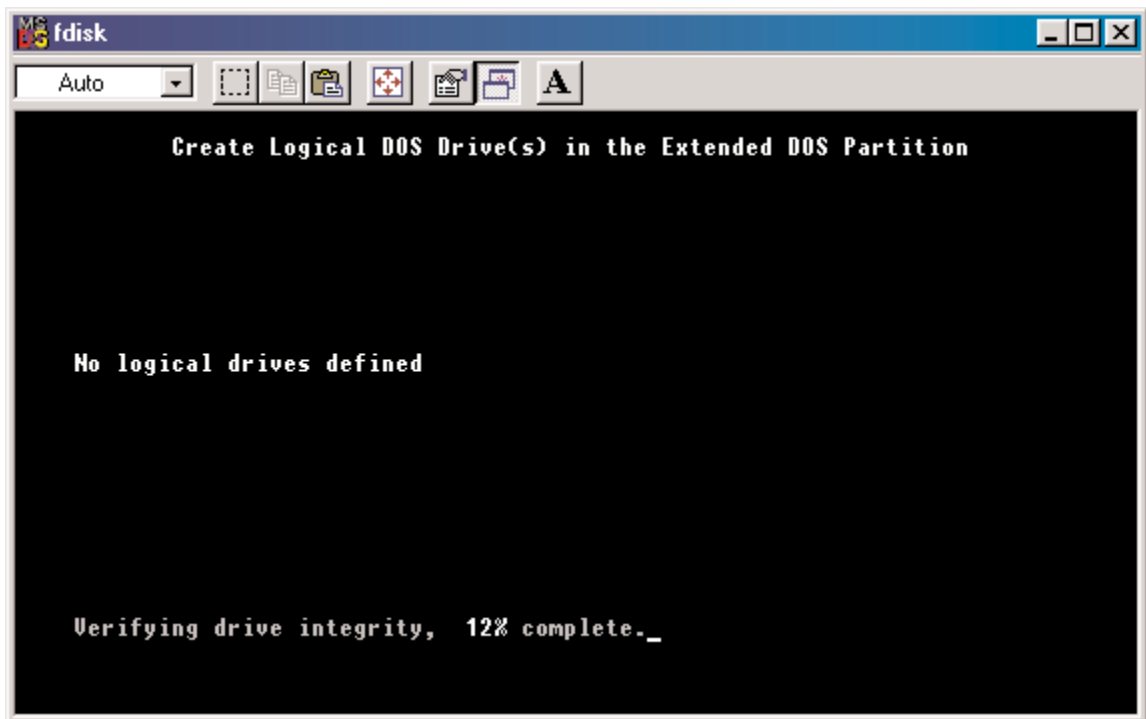 fdisk
Auto
A
Create Logical DOS Drive(s) in the Extended DOS Partition
No logical drives defined
Verifying drive integrity, 12% complete._